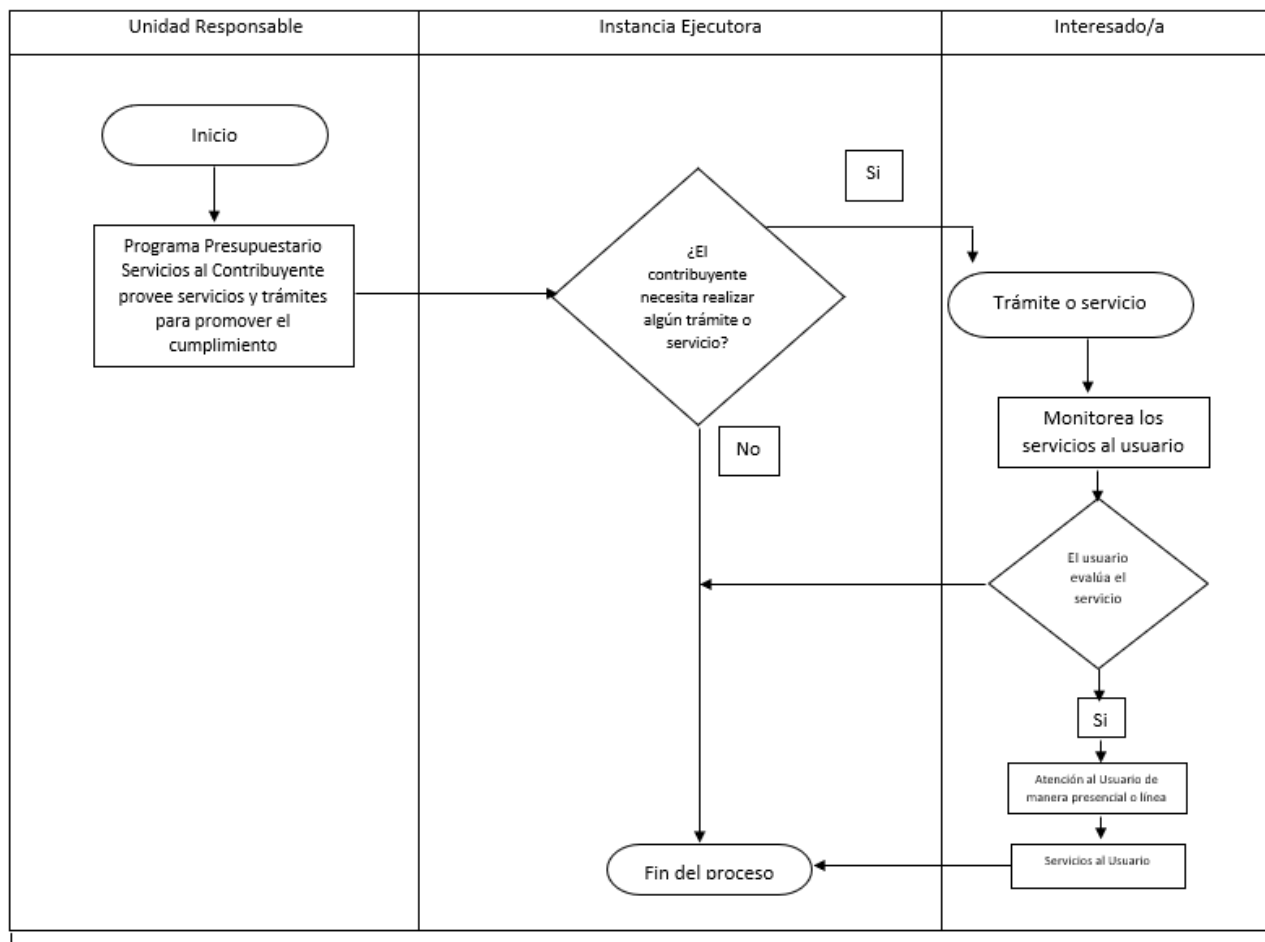 Unidad Responsable
Instancia Ejecutora
Interesado/a
Inicio
Programa Presupuestario
Servicios al Contribuyente
provee servicios y trámites
para promover el
cumplimiento
¿El
contribuyente
necesita realizar
algún trámite o
servicio?
Si
No
Trámite o servicio
Monitorea los
servicios al usuario
El usuario
evalúa el
servicio
Si
Atención al Usuario de
manera presencial o línea
Servicios al Usuario
Fin del proceso